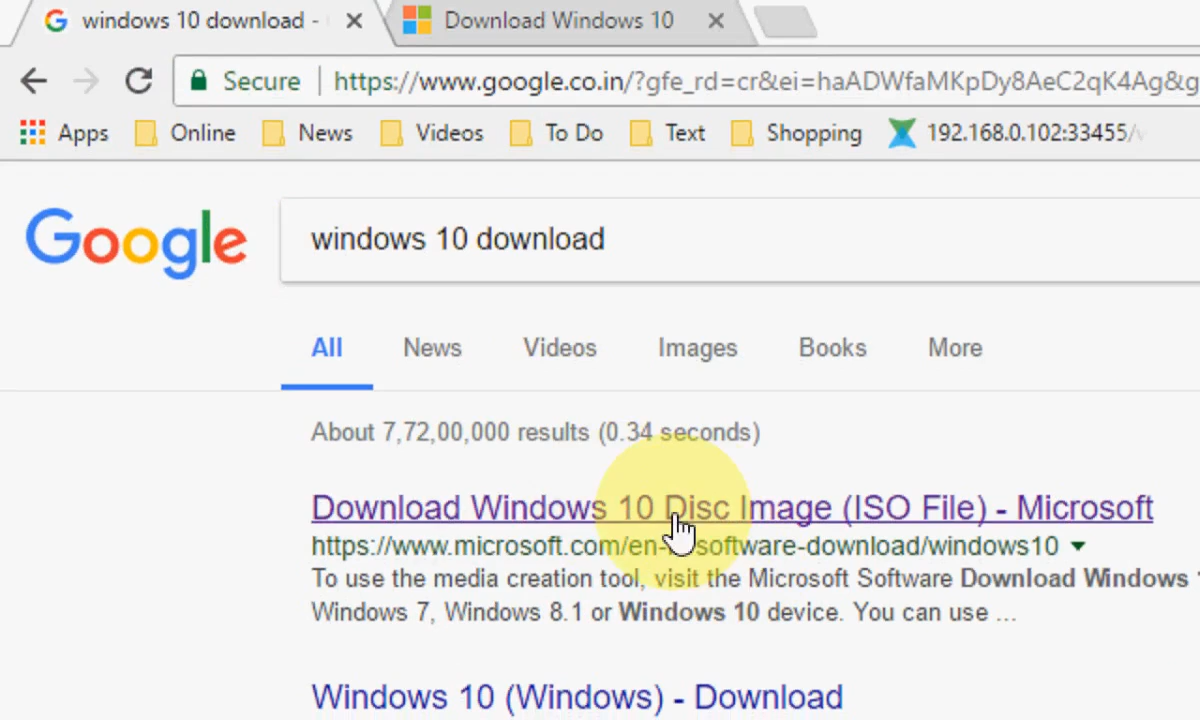 windows 10 download -
Download Windows 10
Secure https://www.google.co.in/?gfe_rd=cr&ei=haADWfaMKpDy8AeC2qK4Ag&g
Apps Online News Videos To Do Text Shopping 192.168.0.102:33455/
Google windows 10 download
All News Videos Images Books More
About 7,72,00,000 results (0.34 seconds)
Download Windows 10 Disc Image (ISO File) - Microsoft
https://www.microsoft.com/en- software-download/windows10
To use the media creation tool, visit the Microsoft Software Download Windows
Windows 7, Windows 8.1 or Windows 10 device. You can use ...
Windows 10 (Windows) - Download